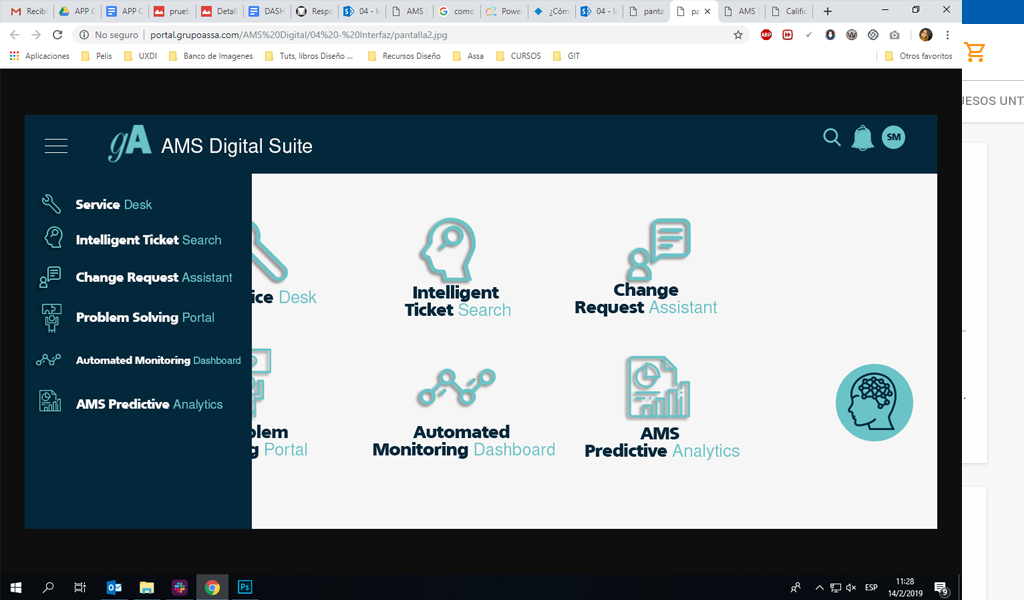 Recib
APP C
APP C
prueb
Detall
DASH
Respo
04 - In
AMS
como
Power
¿Cóm
04 - In
panta
pa
AMS
Califi
No seguro | portal.grupoassa.com/AMS%20Digital/04%20-%20Interfaz/pantalla2.jpg
Aplicaciones
Pelis
UXDI
Banco de Imagenes
Tuts, libros Diseño ...
Recursos Diseño
Assa
CURSOS
GIT
Otros favoritos
UESOS UNT
gA AMS Digital Suite
SM
Service Desk
Intelligent Ticket Search
Change Request Assistant
Problem Solving Portal
Automated Monitoring Dashboard
AMS Predictive Analytics
ice Desk
Intelligent
Ticket Search
Change
Request Assistant
blem
g Portal
Automated
Monitoring Dashboard
AMS
Predictive Analytics
Ps
ESP
11:28
14/2/2019
9